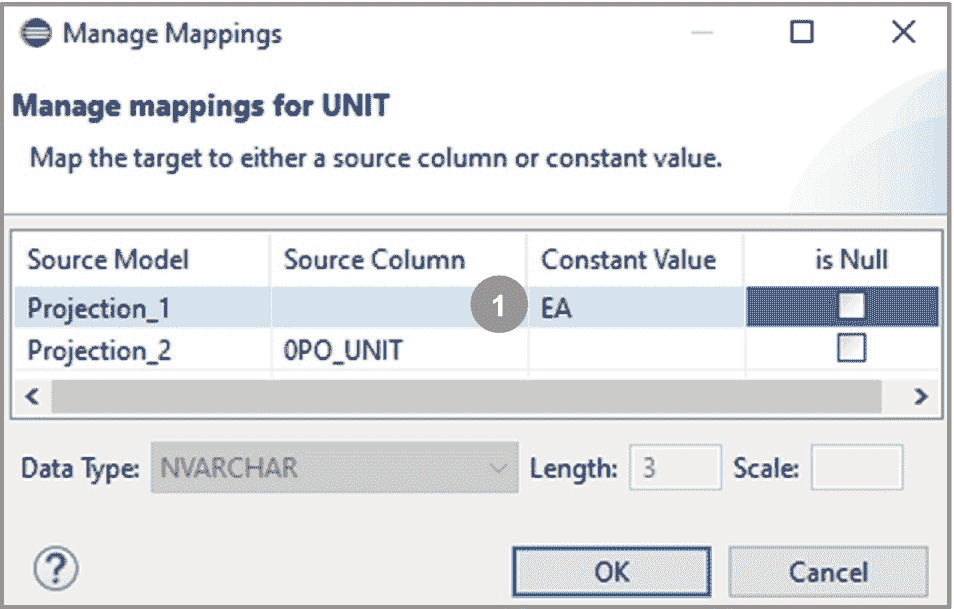 Manage Mappings
Manage mappings for UNIT
Map the target to either a source column or constant value.
Source Model Source Column Constant Value is Null
Projection_1 1 EA
Projection_2 0PO_UNIT
Data Type: NVARCHAR Length: 3 Scale:
? OK Cancel